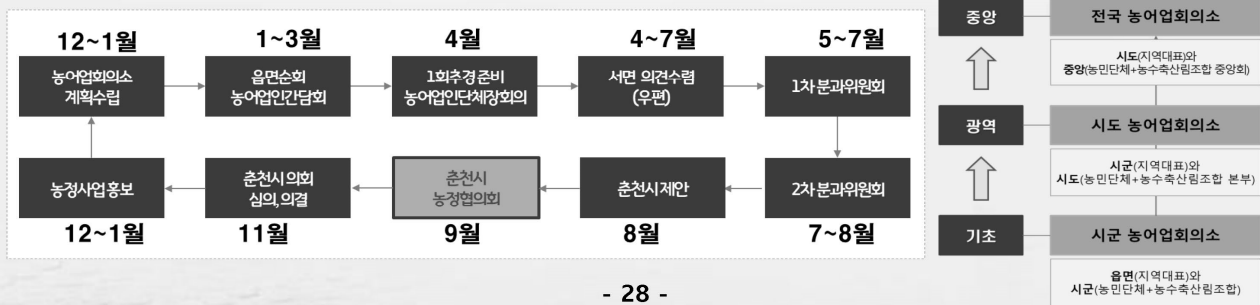 12~1월
1~3월
4월
4~7월
5~7월
농어업회의소
계획수립
읍면순회
농어업인간담회
1회추경 준비
농어업인단체장회의
서면 의견수렴
(우편)
1차 분과위원회
농정사업 홍보
춘천시 의회
심의, 의결
춘천시
농정협의회
춘천시 제안
2차 분과위원회
12~1월
11월
9월
8월
7~8월
중앙
전국 농어업회의소
시도(지역대표)와
중앙(농민단체+농수축산림조합 중앙회)
광역
시도 농어업회의소
시군(지역대표)와
시도(농민단체+농수축산림조합 본부)
기초
시군 농어업회의소
읍면(지역대표)와
시군(농민단체+농수축산림조합)
- 28 -